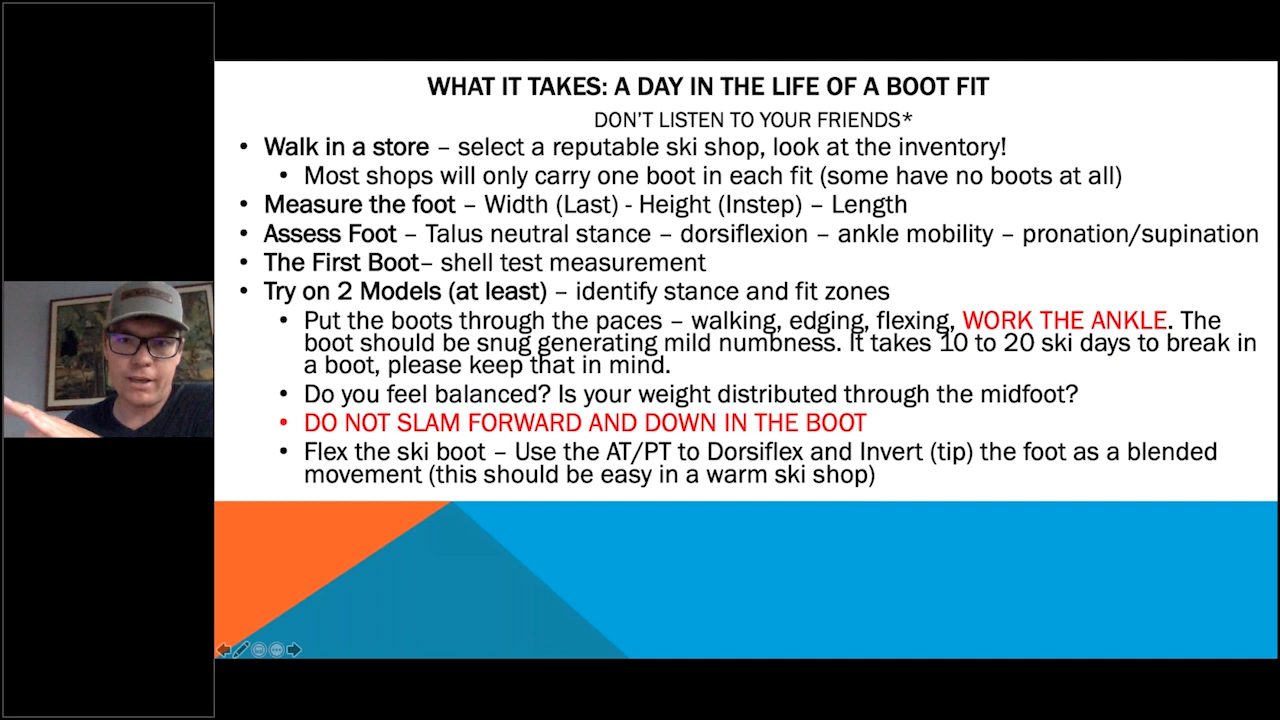 WHAT IT TAKES: A DAY IN THE LIFE OF A BOOT FIT
DON'T LISTEN TO YOUR FRIENDS*
• Walk in a store – select a reputable ski shop, look at the inventory!
• Most shops will only carry one boot in each fit (some have no boots at all)
• Measure the foot – Width (Last) - Height (Instep) – Length
• Assess Foot – Talus neutral stance – dorsiflexion – ankle mobility – pronation/supination
• The First Boot– shell test measurement
• Try on 2 Models (at least) – identify stance and fit zones
• Put the boots through the paces – walking, edging, flexing, WORK THE ANKLE. The
boot should be snug generating mild numbness. It takes 10 to 20 ski days to break in
a boot, please keep that in mind.
• Do you feel balanced? Is your weight distributed through the midfoot?
• DO NOT SLAM FORWARD AND DOWN IN THE BOOT
• Flex the ski boot – Use the AT/PT to Dorsiflex and Invert (tip) the foot as a blended
movement (this should be easy in a warm ski shop)